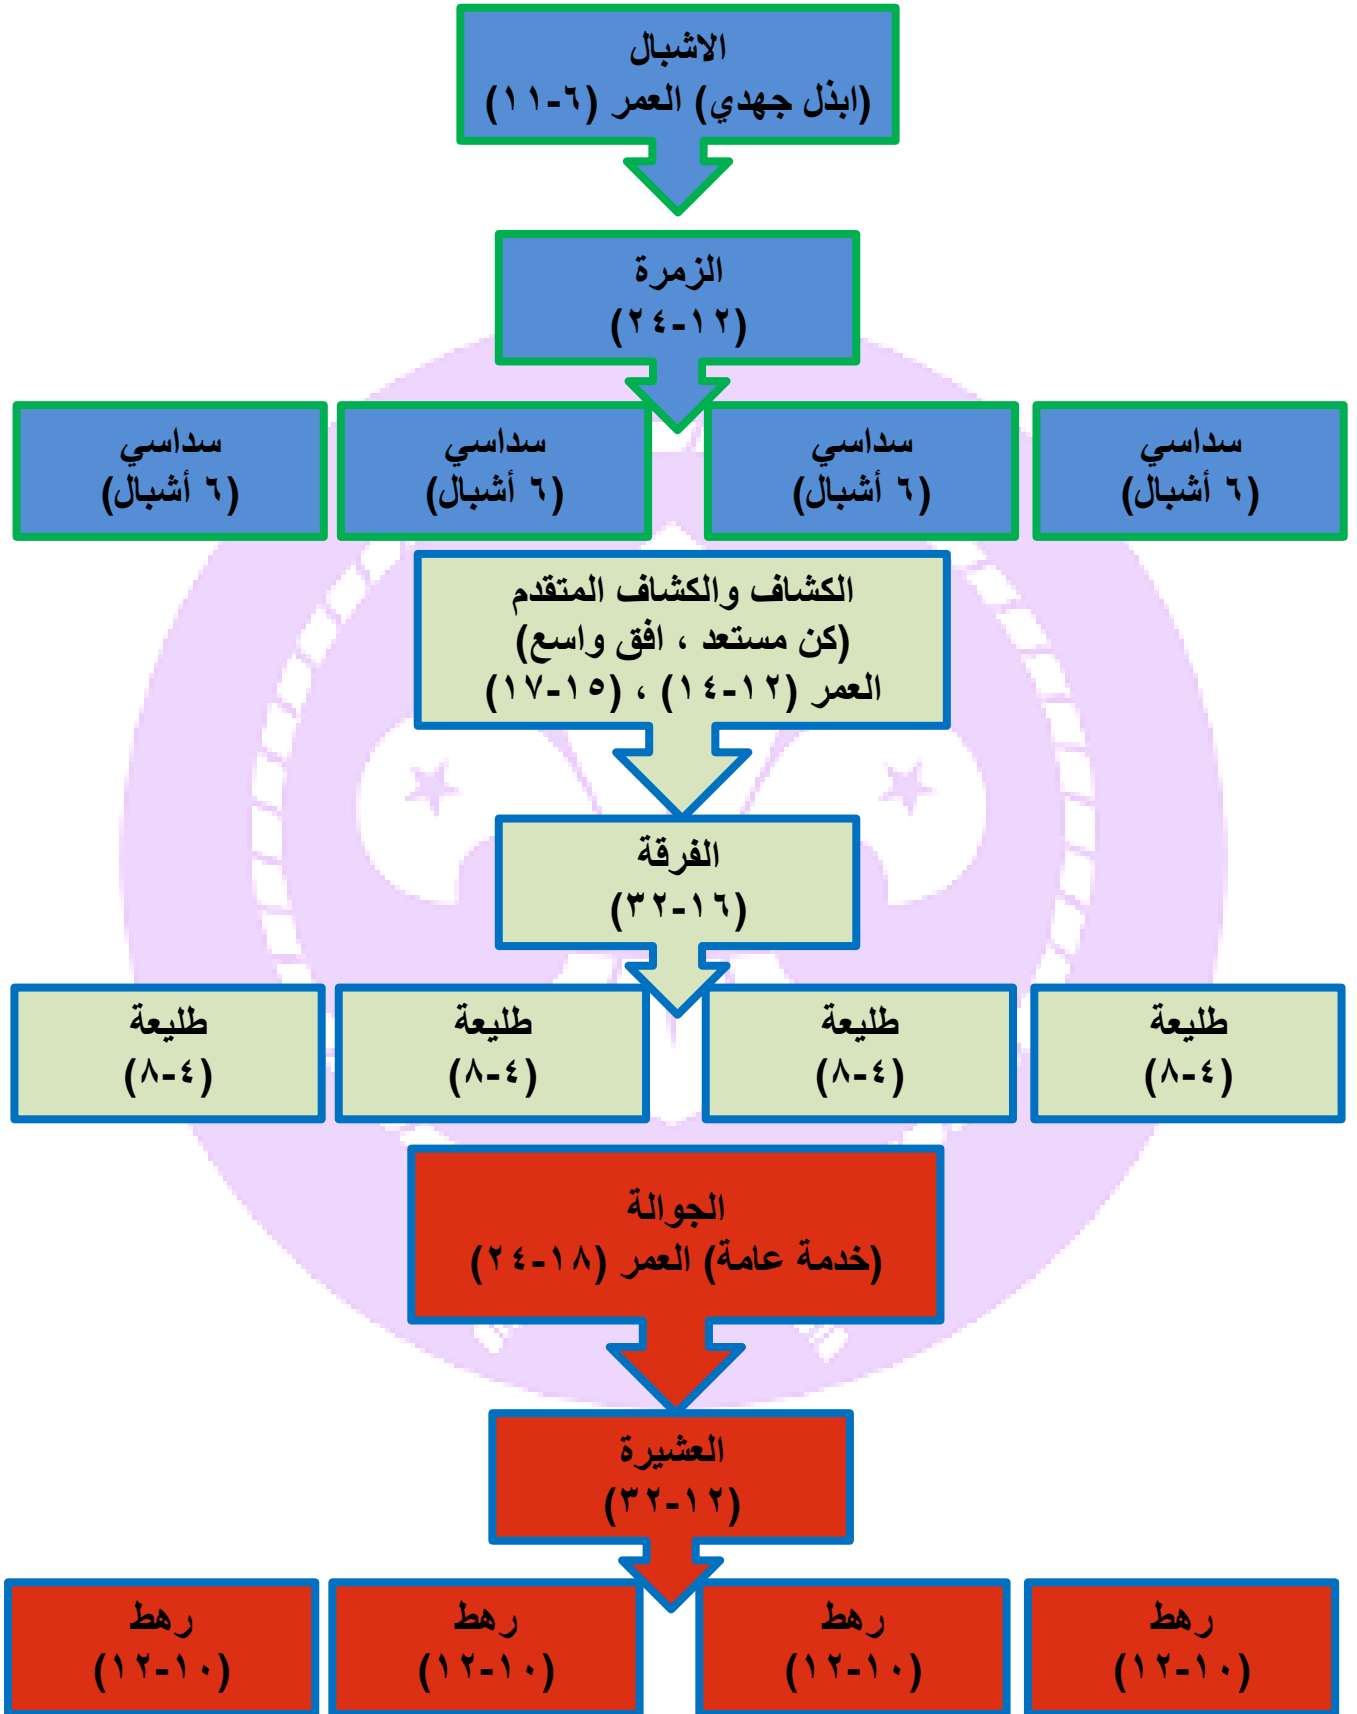 الاشبال
(ابذل جهدي) العمر (٦-١١)
الزمرة
(١٢-٢٤)
سداسي
(٦ أشبال)
سداسي
(٦ أشبال)
سداسي
(٦ أشبال)
سداسي
(٦ أشبال)
الكشاف والكشاف المتقدم
(كن مستعد ، افق واسع)
العمر (١٢-١٤) ، (١٥-١٧)
الفرقة
(١٦-٣٢)
طليعة
(٤-٨)
طليعة
(٤-٨)
طليعة
(٤-٨)
طليعة
(٤-٨)
الجوالة
(خدمة عامة) العمر (١٨-٢٤)
العشيرة
(١٢-٣٢)
رهط
(١٠-١٢)
رهط
(١٠-١٢)
رهط
(١٠-١٢)
رهط
(١٠-١٢)